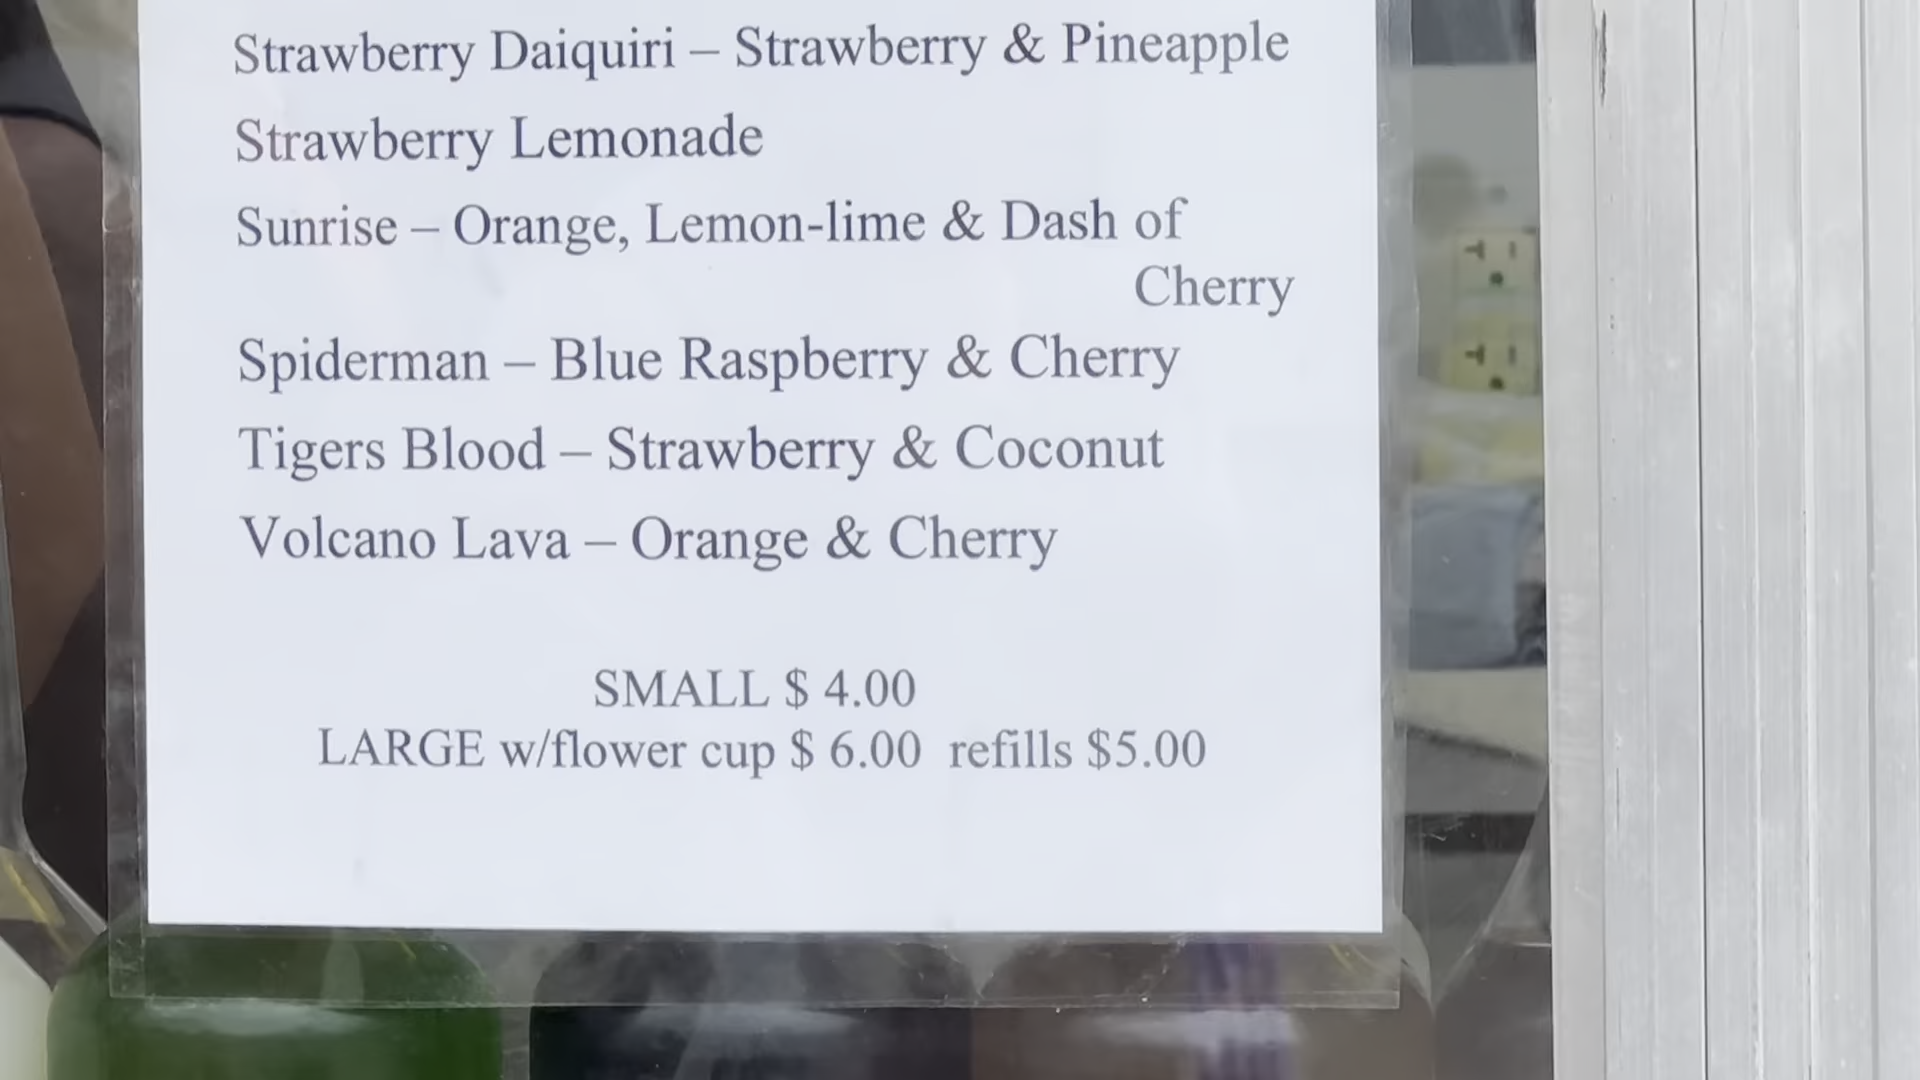 Strawberry Daiquiri – Strawberry & Pineapple
Strawberry Lemonade
Sunrise – Orange, Lemon-lime & Dash of
Cherry
Spiderman – Blue Raspberry & Cherry
Tigers Blood – Strawberry & Coconut
Volcano Lava – Orange & Cherry
SMALL $ 4.00
LARGE w/flower cup $ 6.00 refills $5.00